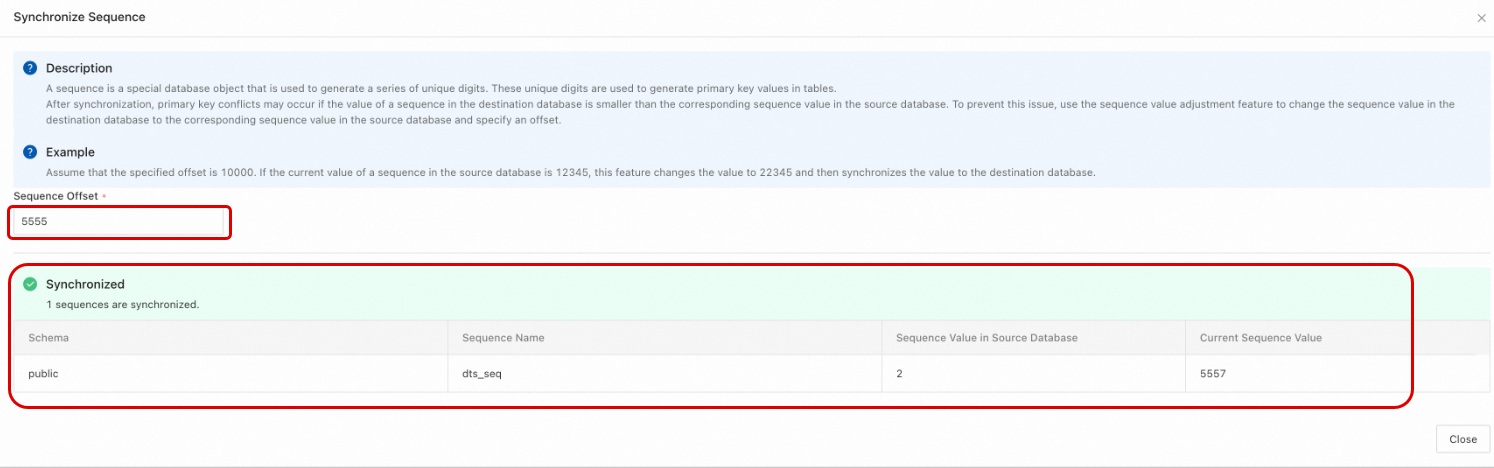 Synchronize Sequence
Description
A sequence is a special database object that is used to generate a series of unique digits. These unique digits are used to generate primary key values in tables.
After synchronization, primary key conflicts may occur if the value of a sequence in the destination database is smaller than the corresponding sequence value in the source database. To prevent this issue, use the sequence value adjustment feature to change the sequence value in the
destination database to the corresponding sequence value in the source database and specify an offset.
Example
Assume that the specified offset is 10000. If the current value of a sequence in the source database is 12345, this feature changes the value to 22345 and then synchronizes the value to the destination database.
Sequence Offset *
5555
Synchronized
1 sequences are synchronized.
Schema Sequence Name Sequence Value in Source Database Current Sequence Value
public dts_seq 2 5557
Close